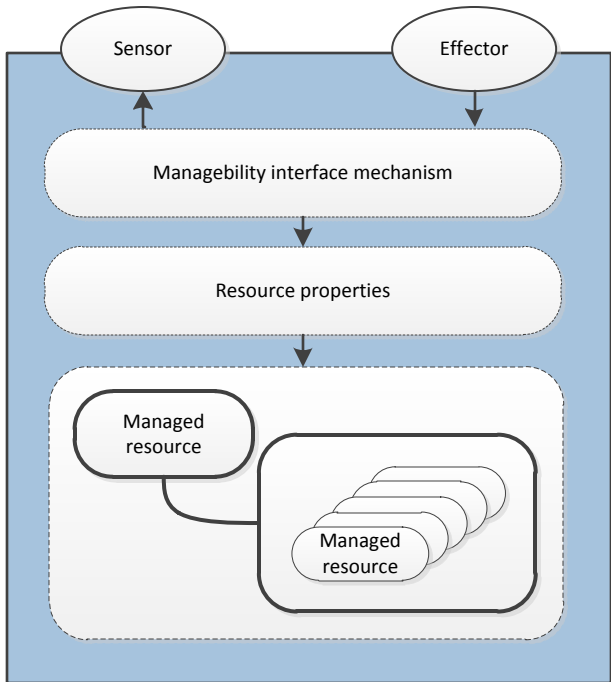 Sensor
Effector
Managebility interface mechanism
Resource properties
Managed
resource
Managed
resource